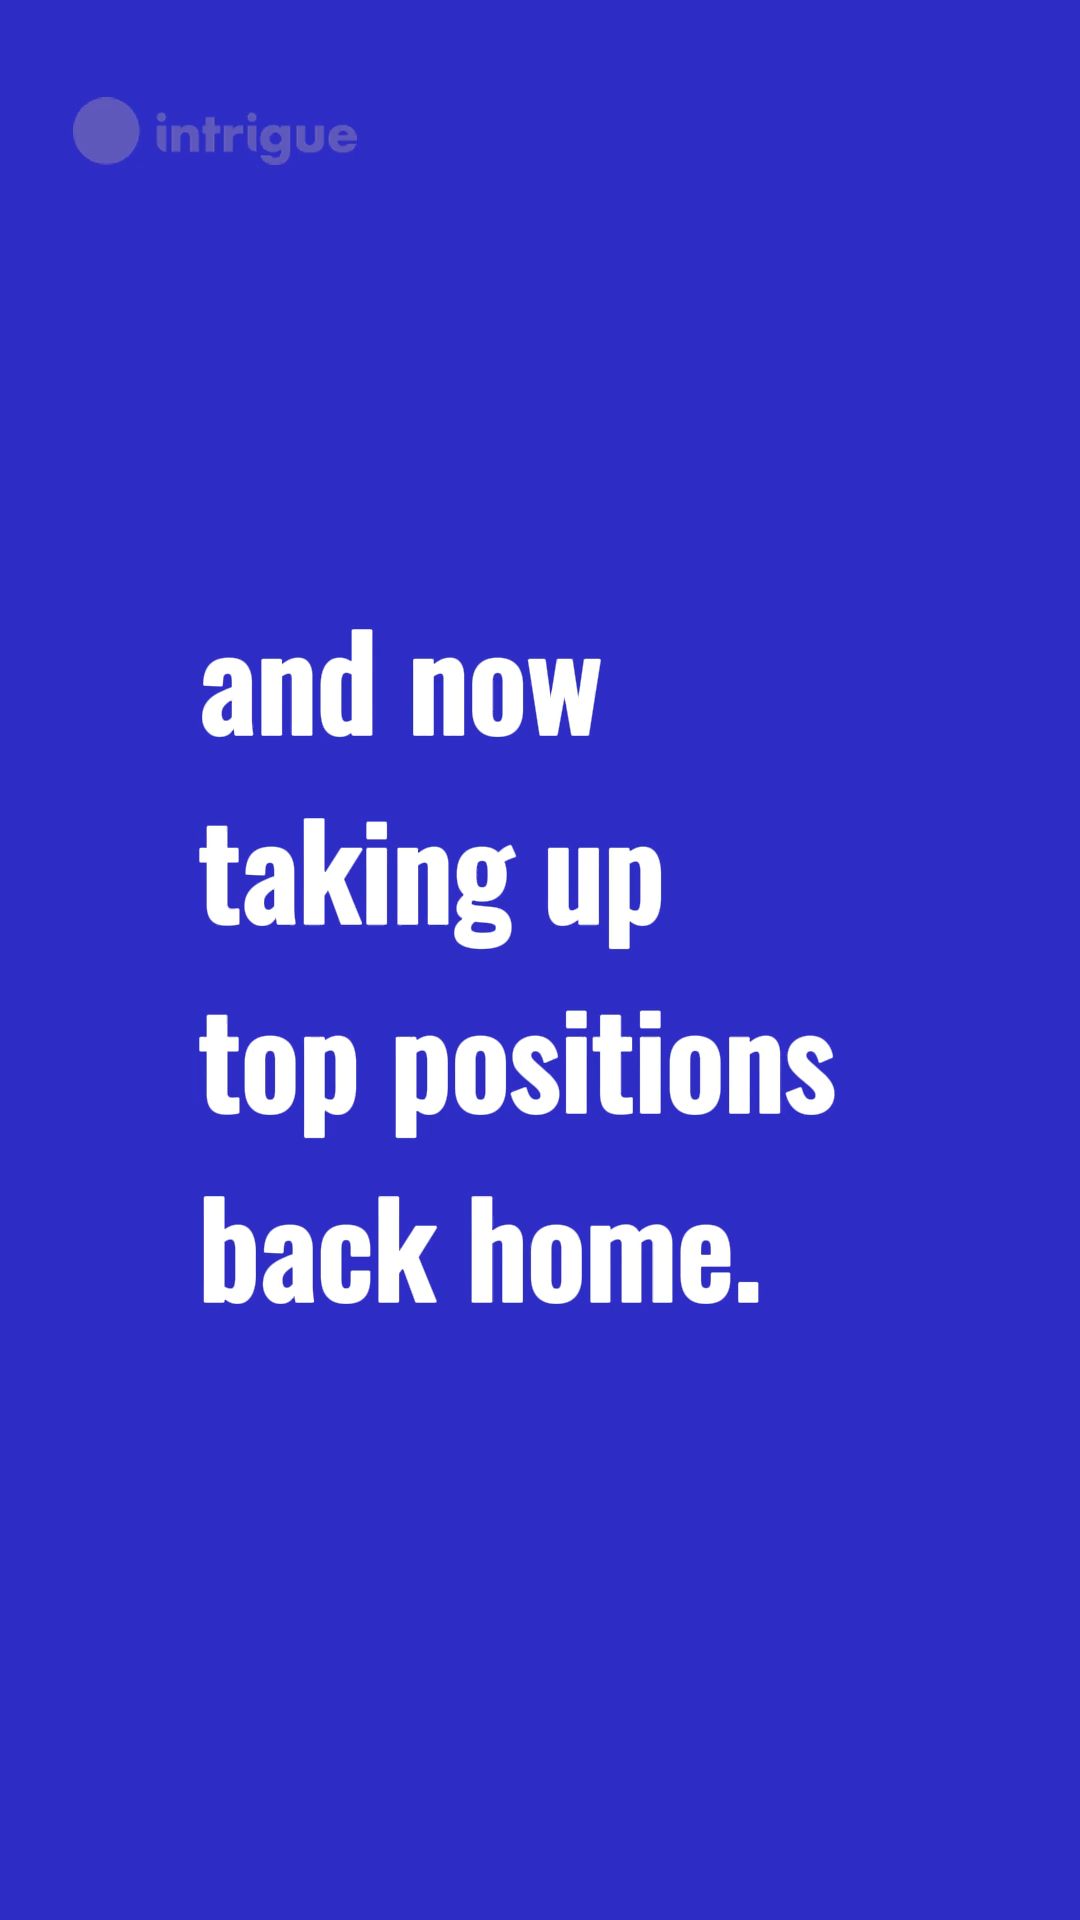 intrigue
and now
taking up
top positions
back home.